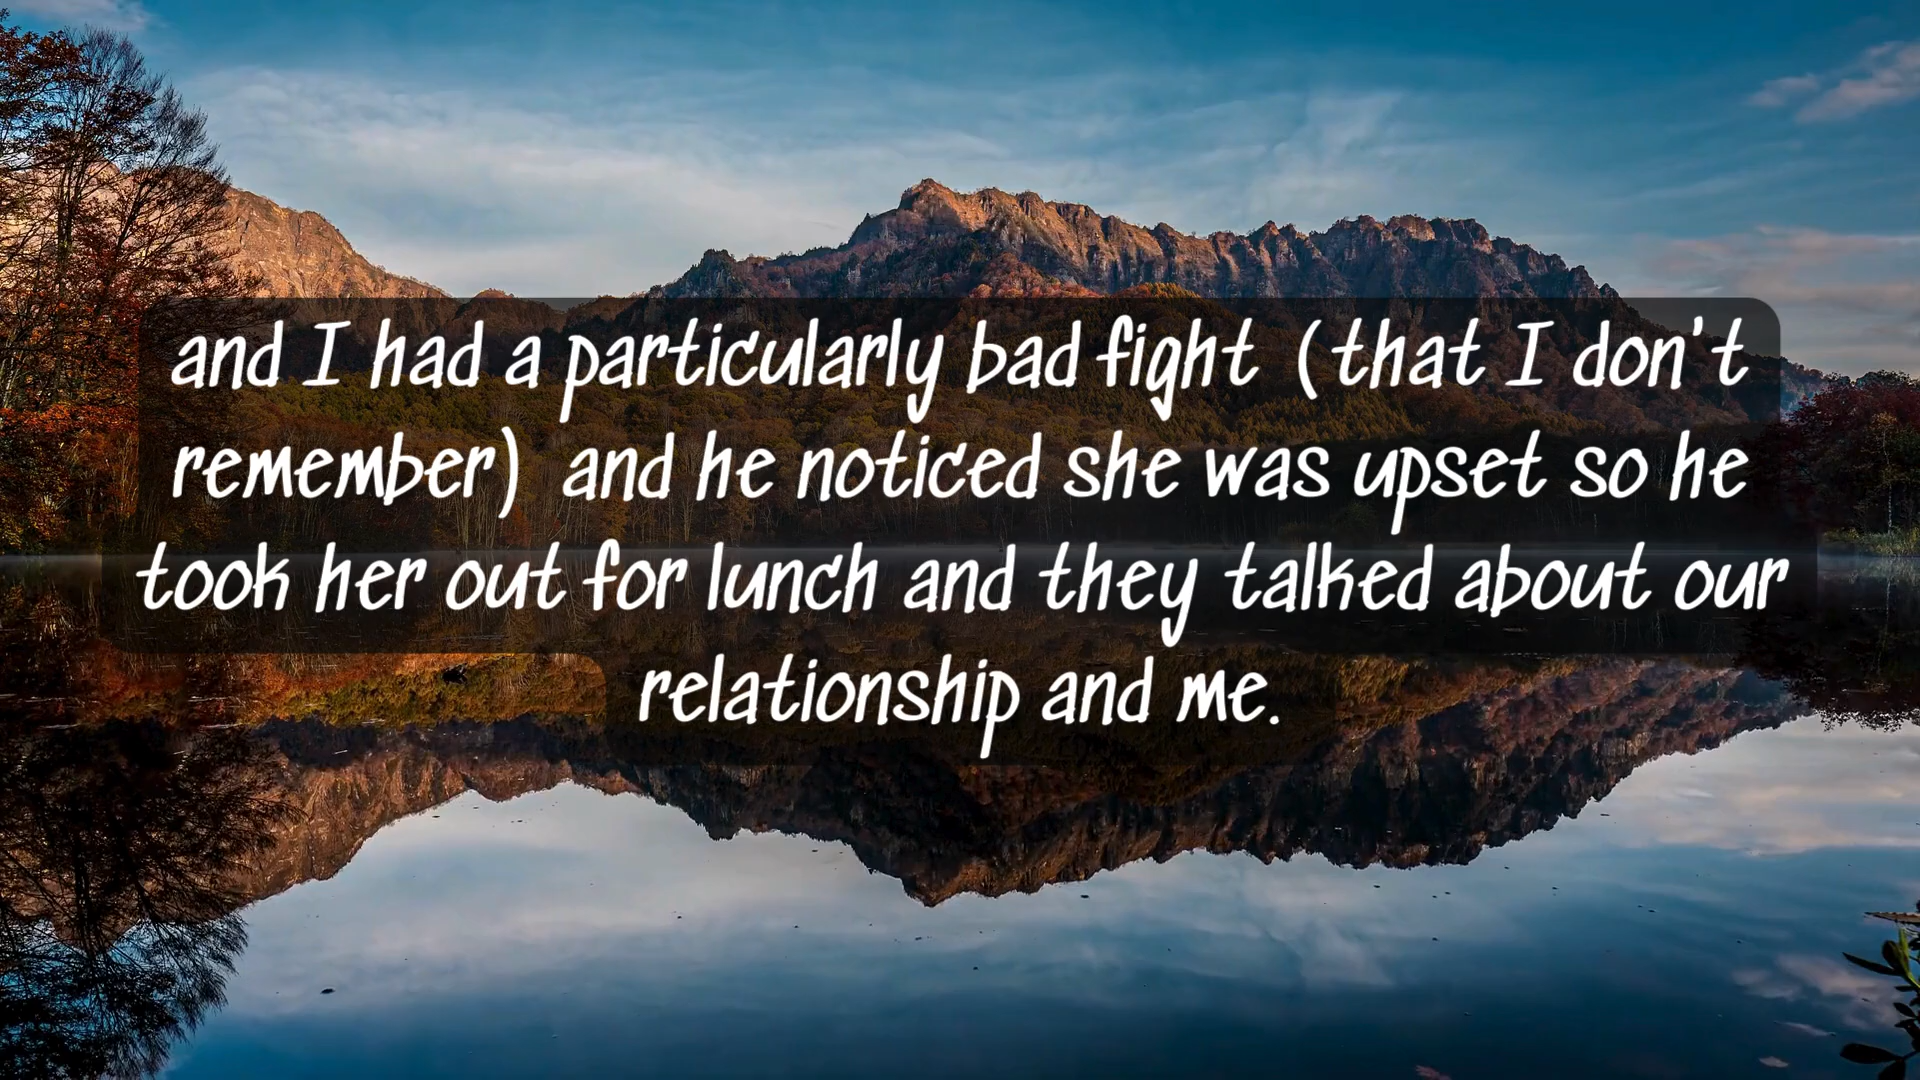 and I had a particularly bad fight (that I don't
remember) and he noticed she was upset so he
took her out for lunch and they talked about our
relationship and me.